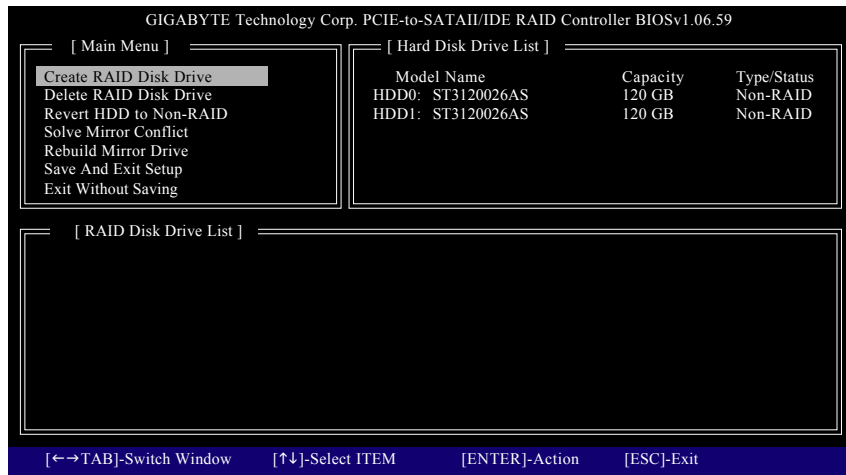 GIGABYTE Technology Corp. PCIE-to-SATAII/IDE RAID Controller BIOSv1.06.59
[ Main Menu ]
Create RAID Disk Drive
Delete RAID Disk Drive
Revert HDD to Non-RAID
Solve Mirror Conflict
Rebuild Mirror Drive
Save And Exit Setup
Exit Without Saving
[ Hard Disk Drive List ]
Model Name Capacity Type/Status
HDD0: ST3120026AS 120 GB Non-RAID
HDD1: ST3120026AS 120 GB Non-RAID
[ RAID Disk Drive List ]
[←→TAB]-Switch Window [↑↓]-Select ITEM [ENTER]-Action [ESC]-Exit